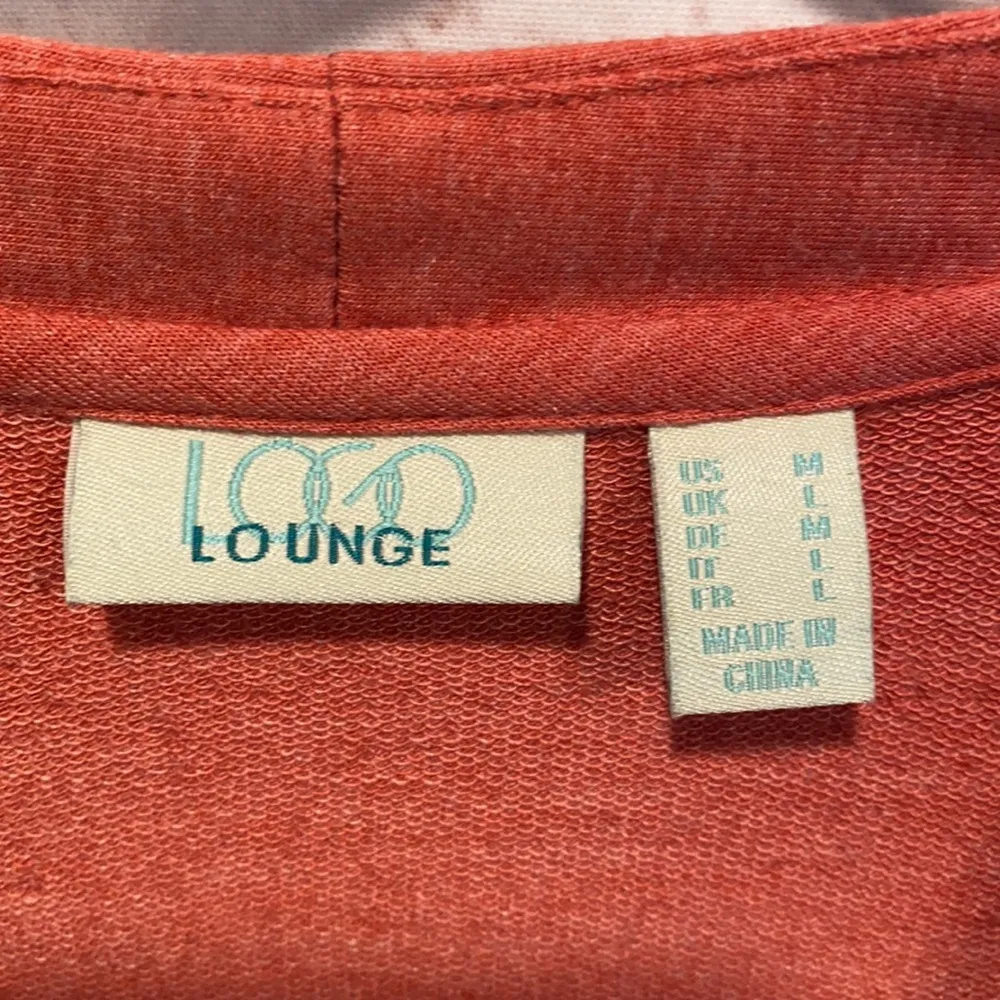 LOGO
LOUNGE
US M
UK L
DE M
IT L
FR L
MADE IN
CHINA